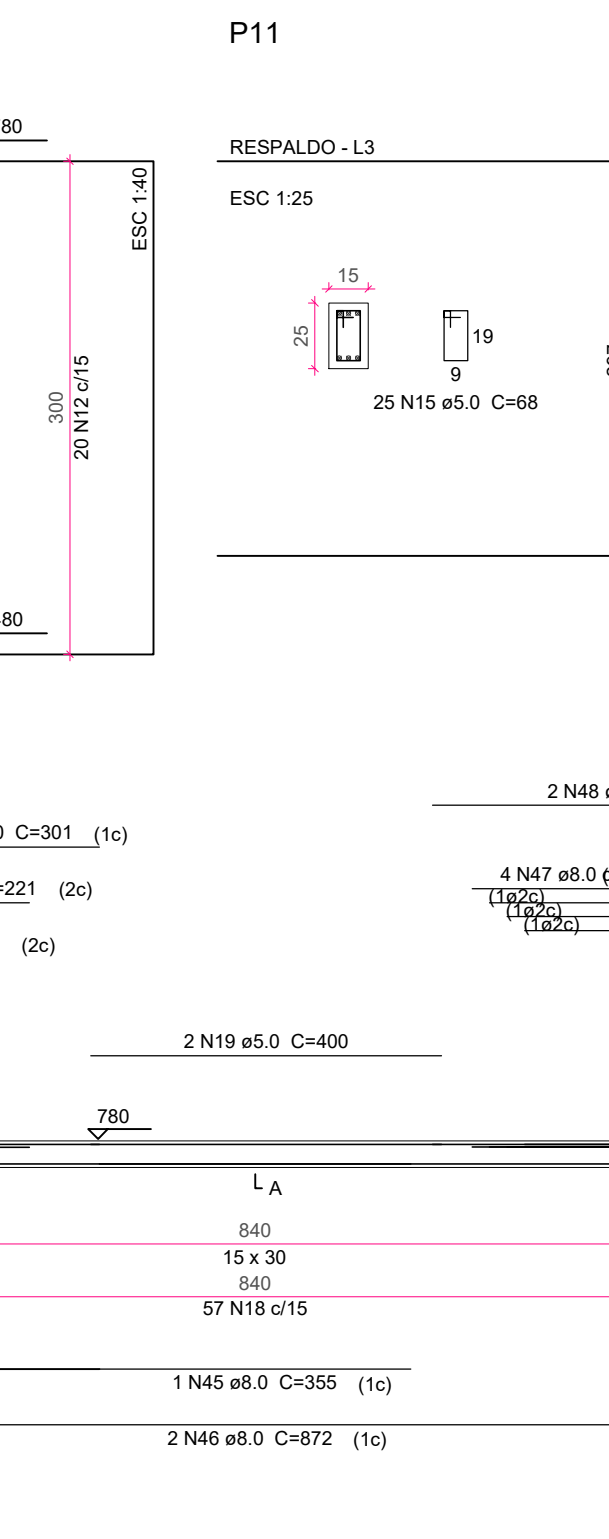 P11
80
RESPALDO - L3
ESC 1:40
ESC 1:25
15
25
19
9
25 N15 ø5.0 C=68
300
20 N12 c/15
80
2 N48
C=301 (1c)
4 N47 ø8.0
=221 (2c)
(1ø2c)
(1ø2c)
(1ø2c)
(2c)
2 N19 ø5.0 C=400
780
L A
840
15 x 30
840
57 N18 c/15
1 N45 ø8.0 C=355 (1c)
2 N46 ø8.0 C=872 (1c)